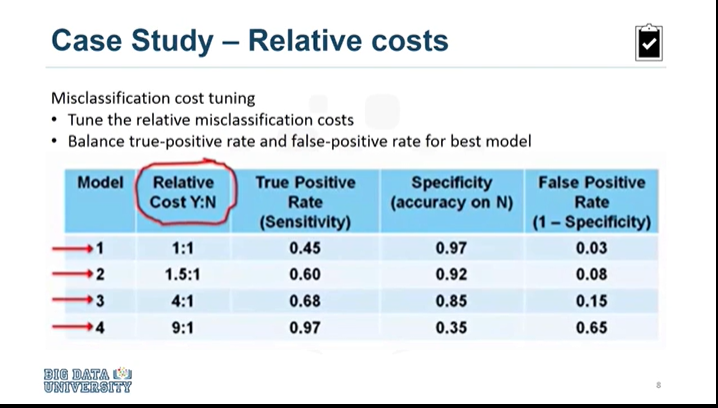 Case Study – Relative costs
Misclassification cost tuning
• Tune the relative misclassification costs
• Balance true-positive rate and false-positive rate for best model
Model Relative Cost Y:N True Positive Rate (Sensitivity) Specificity (accuracy on N) False Positive Rate (1 – Specificity)
1 1:1 0.45 0.97 0.03
2 1.5:1 0.60 0.92 0.08
3 4:1 0.68 0.85 0.15
4 9:1 0.97 0.35 0.65
BIG DATA
UNIVERSITY
8